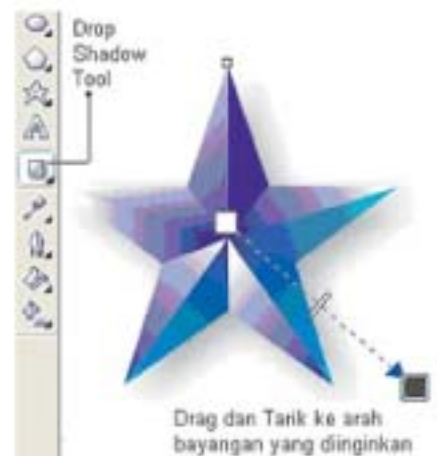 Drop
Shadow
Tool
Drag dan Tarik ke arah
bayangan yang diinginkan